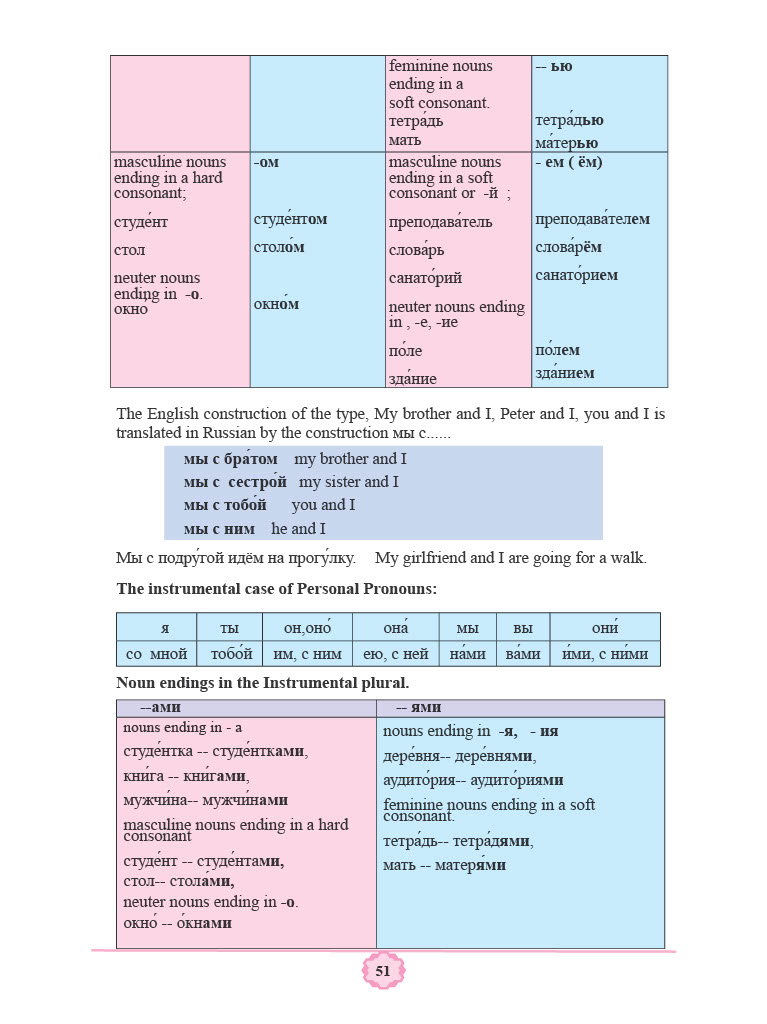 feminine nouns
ending in a
soft consonant.
тетра́дь
мать
-- ью
тетра́дью
ма́терью
masculine nouns
ending in a hard
consonant;
студе́нт
стол
neuter nouns
ending in -о.
окно
-ом
студе́нтом
столо́м
окно́м
masculine nouns
ending in a soft
consonant or -й ;
преподава́тель
слова́рь
санато́рий
neuter nouns ending
in , -е, -ие
по́ле
зда́ние
- ем ( ём)
преподава́телем
слова́рём
санато́рием
по́лем
зда́нием
The English construction of the type, My brother and I, Peter and I, you and I is
translated in Russian by the construction мы с......
мы с бра́том my brother and I
мы с сестро́й my sister and I
мы с тобо́й you and I
мы с ним he and I
Мы с подру́гой идём на прогу́лку. My girlfriend and I are going for a walk.
The instrumental case of Personal Pronouns:
я ты он,оно́ она́ мы вы они́
со мной тобо́й им, с ним ею, с ней на́ми ва́ми и́ми, с ни́ми
Noun endings in the Instrumental plural.
--ами
-- ями
nouns ending in - a
студе́нтка -- студе́нтками,
кни́га -- кни́гами,
мужчи́на-- мужчи́нами
masculine nouns ending in a hard
consonant
студе́нт -- студе́нтами,
стол-- стола́ми,
neuter nouns ending in -о.
окно́ -- о́кнами
nouns ending in -я, - ия
дере́вня-- дере́внями,
аудито́рия-- аудито́риями
feminine nouns ending in a soft
consonant.
тетра́дь-- тетра́дями,
мать -- матеря́ми
51